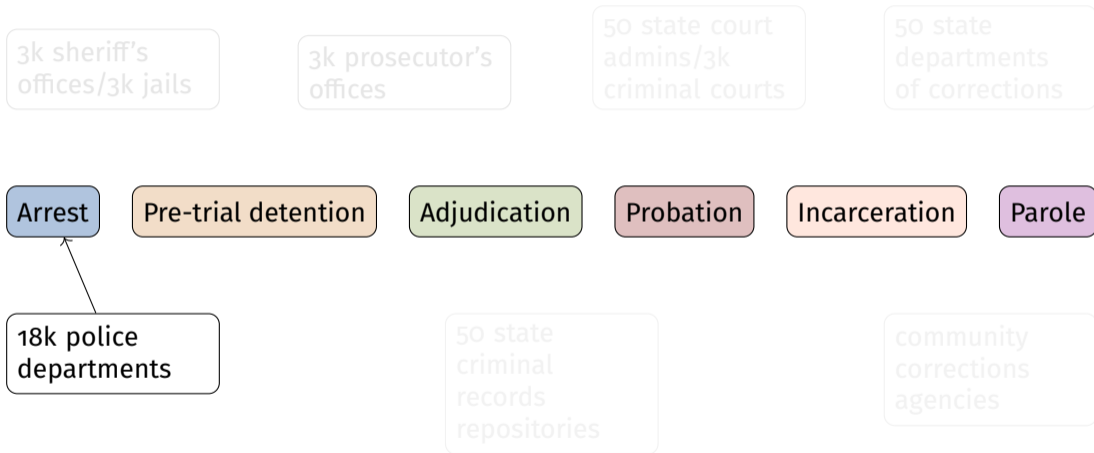 3k sheriff's
offices/3k jails
3k prosecutor's
offices
50 state court
admins/3k
criminal courts
50 state
departments
of corrections
Arrest
Pre-trial detention
Adjudication
Probation
Incarceration
Parole
18k police
departments
50 state
criminal
records
repositories
community
corrections
agencies